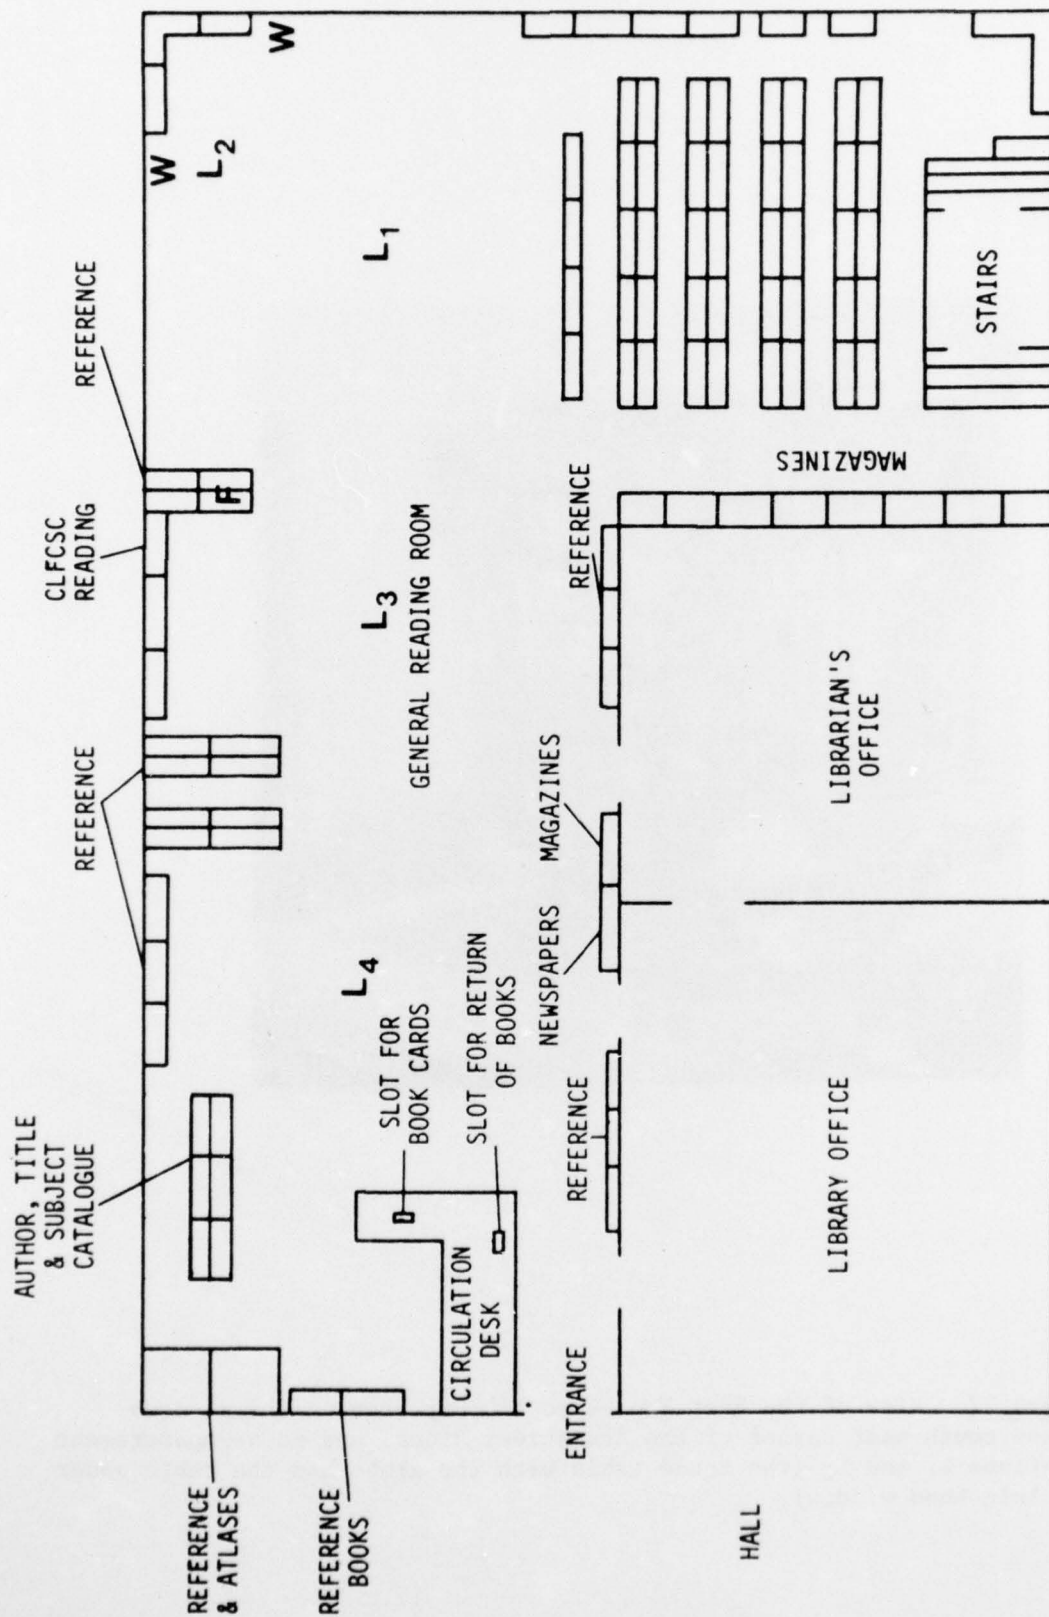 AUTHOR, TITLE
& SUBJECT
CATALOGUE
REFERENCE
CLFCSC
READING
REFERENCE
REFERENCE
& ATLASES
REFERENCE
BOOKS
W
L2
W
L1
F
L3
GENERAL READING ROOM
L4
SLOT FOR
BOOK CARDS
SLOT FOR RETURN
OF BOOKS
CIRCULATION
DESK
ENTRANCE
REFERENCE
NEWSPAPERS
MAGAZINES
REFERENCE
MAGAZINES
HALL
LIBRARY OFFICE
LIBRARIAN'S
OFFICE
STAIRS